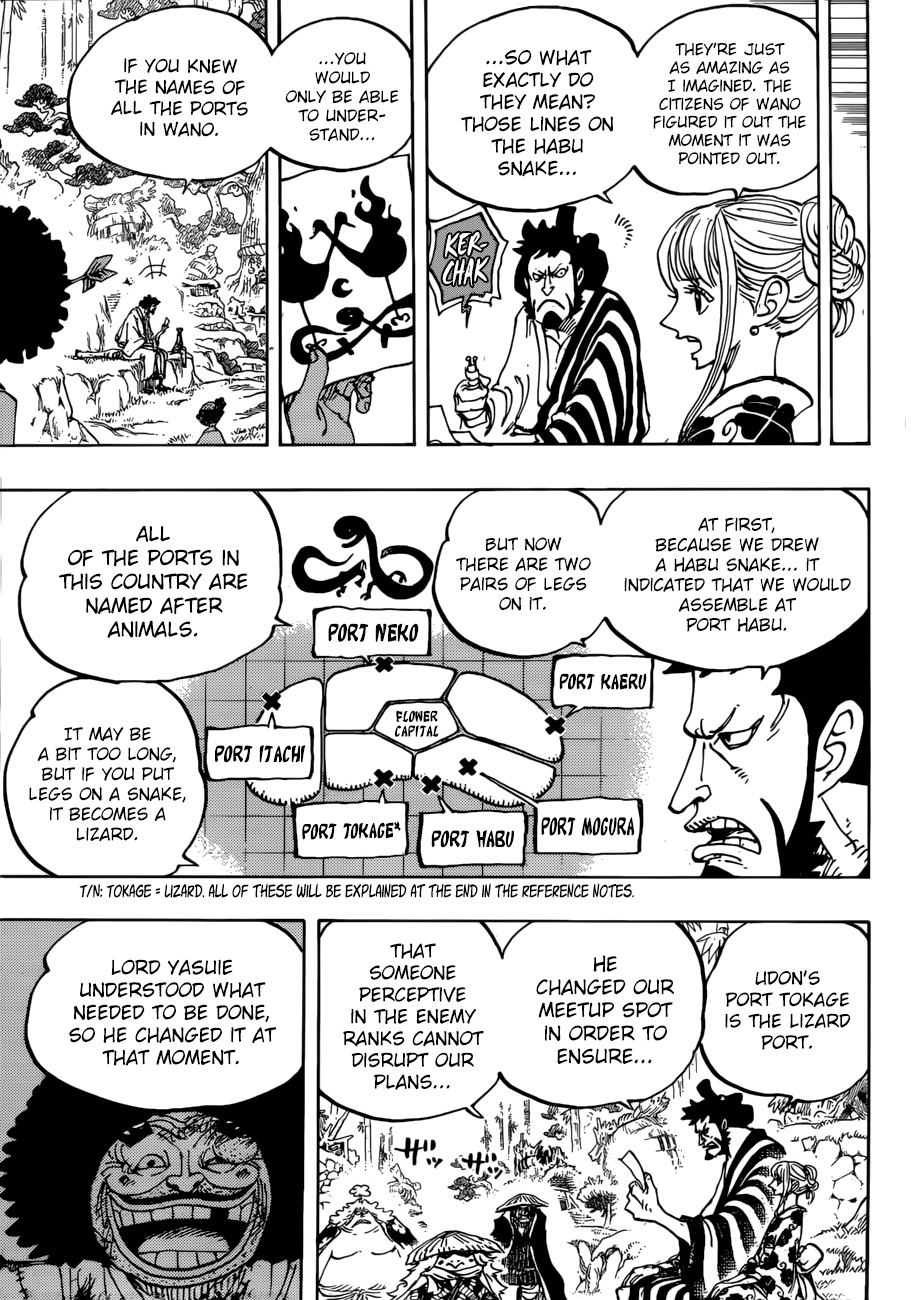 THEY'RE JUST
AS AMAZING AS
I IMAGINED. THE
CITIZENS OF WANO
FIGURED IT OUT THE
MOMENT IT WAS
POINTED OUT.
...SO WHAT
EXACTLY DO
THEY MEAN?
THOSE LINES ON
THE HABU
SNAKE...
KER-
CHAK
...YOU
WOULD
ONLY BE ABLE
TO UNDER-
STAND...
IF YOU KNEW
THE NAMES OF
ALL THE PORTS
IN WANO.
AT FIRST,
BECAUSE WE DREW
A HABU SNAKE... IT
INDICATED THAT WE WOULD
ASSEMBLE AT
PORT HABU.
BUT NOW
THERE ARE TWO
PAIRS OF LEGS
ON IT.
ALL
OF THE PORTS IN
THIS COUNTRY ARE
NAMED AFTER
ANIMALS.
IT MAY BE
A BIT TOO LONG,
BUT IF YOU PUT
LEGS ON A SNAKE,
IT BECOMES A
LIZARD.
PORT NEKO
PORT KAERU
FLOWER
CAPITAL
PORT ITACHI
PORT TOKAGE*
PORT HABU
PORT MOGURA
T/N: TOKAGE = LIZARD. ALL OF THESE WILL BE EXPLAINED AT THE END IN THE REFERENCE NOTES.
UDON'S
PORT TOKAGE
IS THE LIZARD
PORT.
HE
CHANGED OUR
MEETUP SPOT
IN ORDER TO
ENSURE...
THAT
SOMEONE
PERCEPTIVE
IN THE ENEMY
RANKS CANNOT
DISRUPT OUR
PLANS...
ザッ
ザッ
LORD YASUIE
UNDERSTOOD WHAT
NEEDED TO BE DONE,
SO HE CHANGED IT AT
THAT MOMENT.